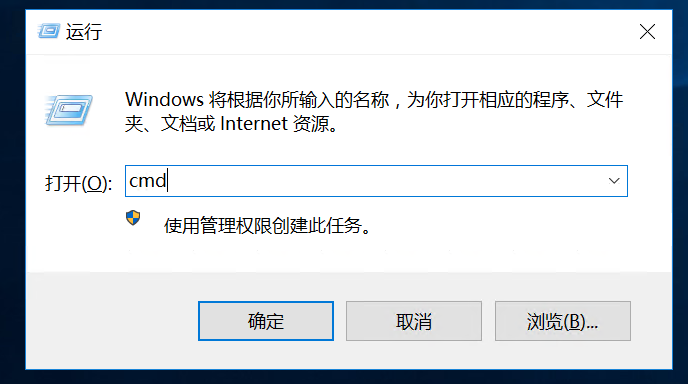 运行
Windows 将根据你所输入的名称，为你打开相应的程序、文件
夹、文档或 Internet 资源。
打开(O): cmd
使用管理权限创建此任务。
确定 取消 浏览(B)...